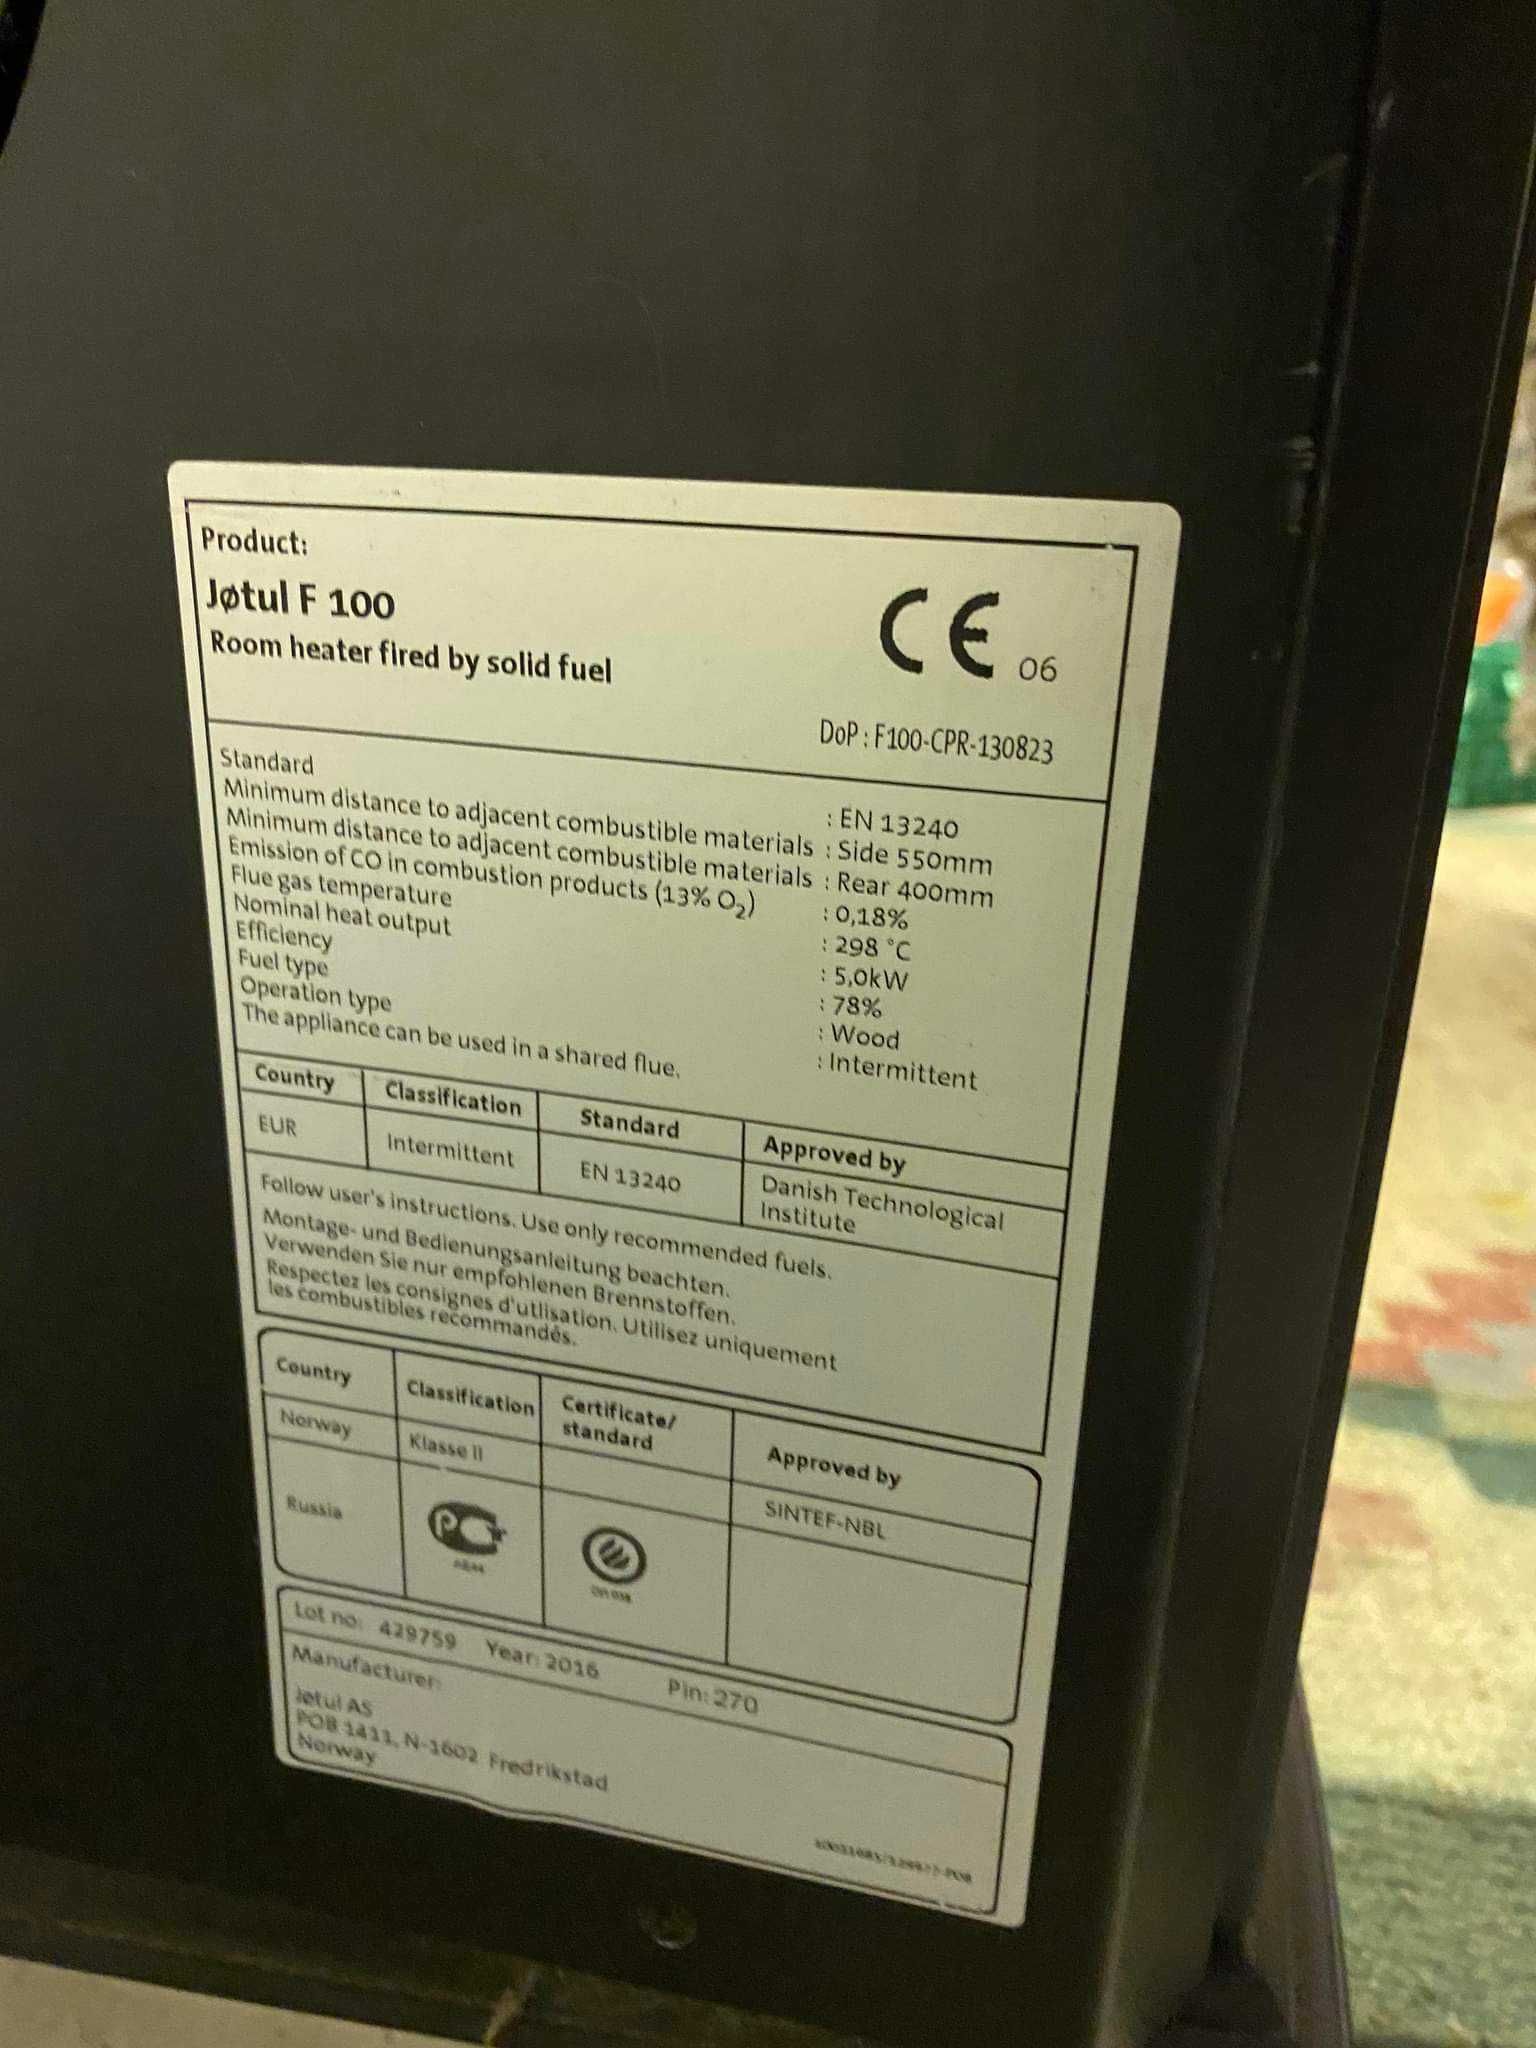 Product:
Jøtul F 100
Room heater fired by solid fuel
CE 06
DoP : F100-CPR-130823
Standard : EN 13240
Minimum distance to adjacent combustible materials : Side 550mm
Minimum distance to adjacent combustible materials : Rear 400mm
Emission of CO in combustion products (13% O₂) : 0,18%
Flue gas temperature : 298 °C
Nominal heat output : 5,0kW
Efficiency : 78%
Fuel type : Wood
Operation type : Intermittent
The appliance can be used in a shared flue.
Country Classification Standard Approved by
EUR Intermittent EN 13240 Danish Technological
Institute
Follow user's instructions. Use only recommended fuels.
Montage- und Bedienungsanleitung beachten.
Verwenden Sie nur empfohlenen Brennstoffen.
Respectez les consignes d'utlisation. Utilisez uniquement
les combustibles recommandés.
Country Classification Certificate/
standard Approved by
Norway Klasse II SINTEF-NBL
Russia
Lot no: 429759 Year: 2016 Pin: 270
Manufacturer:
Jøtul AS
POB 1411, N-1602 Fredrikstad
Norway